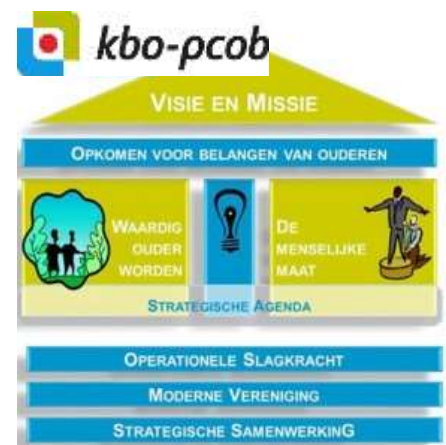 kbo-pcob
VISIE EN MISSIE
OPKOMEN VOOR BELANGEN VAN OUDEREN
WAARDIG
OUDER
WORDEN
DE
MENSELIJKE
MAAT
STRATEGISCHE AGENDA
OPERATIONELE SLAGKRACHT
MODERNE VERENIGING
STRATEGISCHE SAMENWERKING